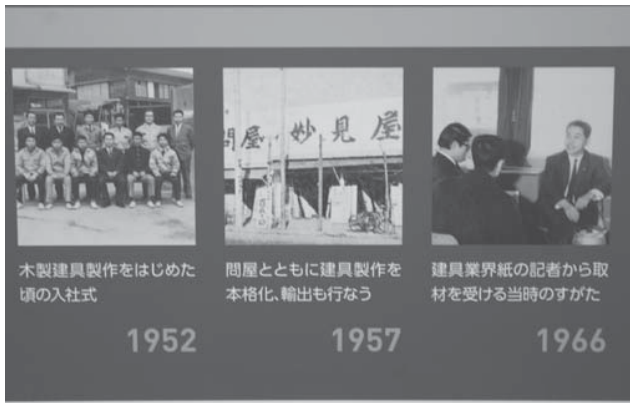 問屋 妙見屋
木製建具製作をはじめた
頃の入社式
1952
問屋とともに建具製作を
本格化、輸出も行なう
1957
建具業界紙の記者から取
材を受ける当時のすがた
1966